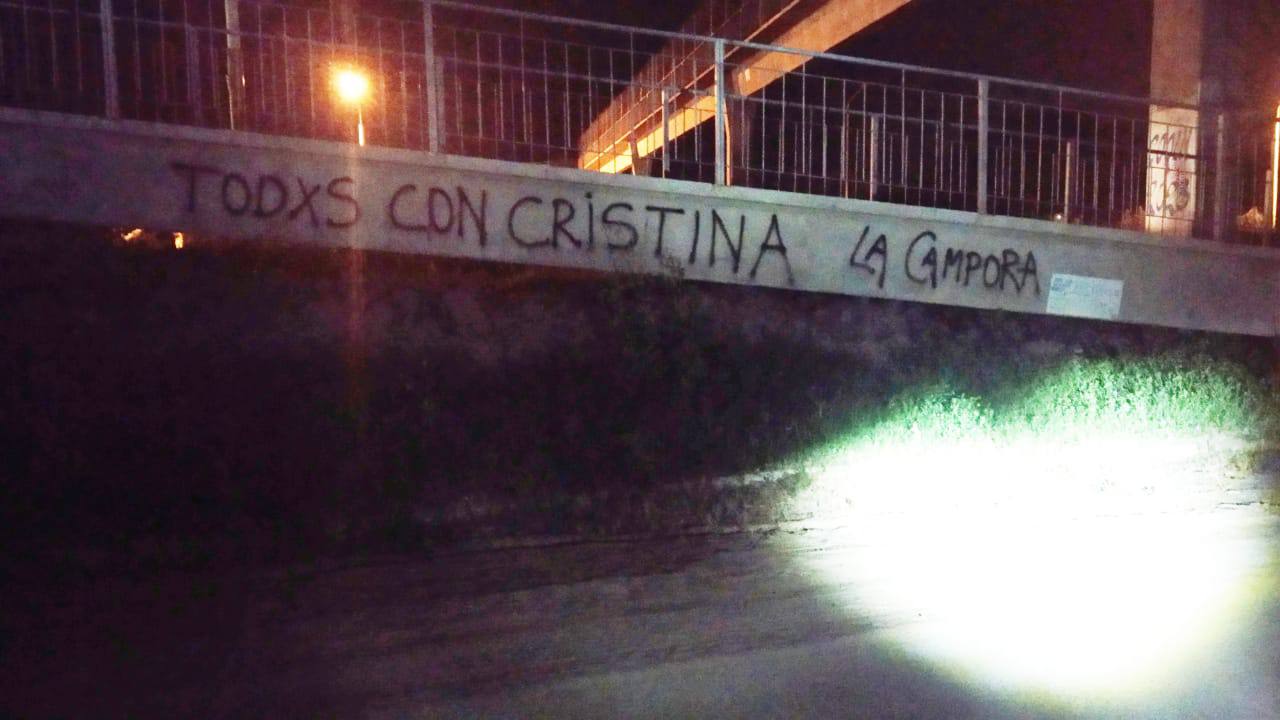 TODXS CON CRiSTINA LA CAMPORA